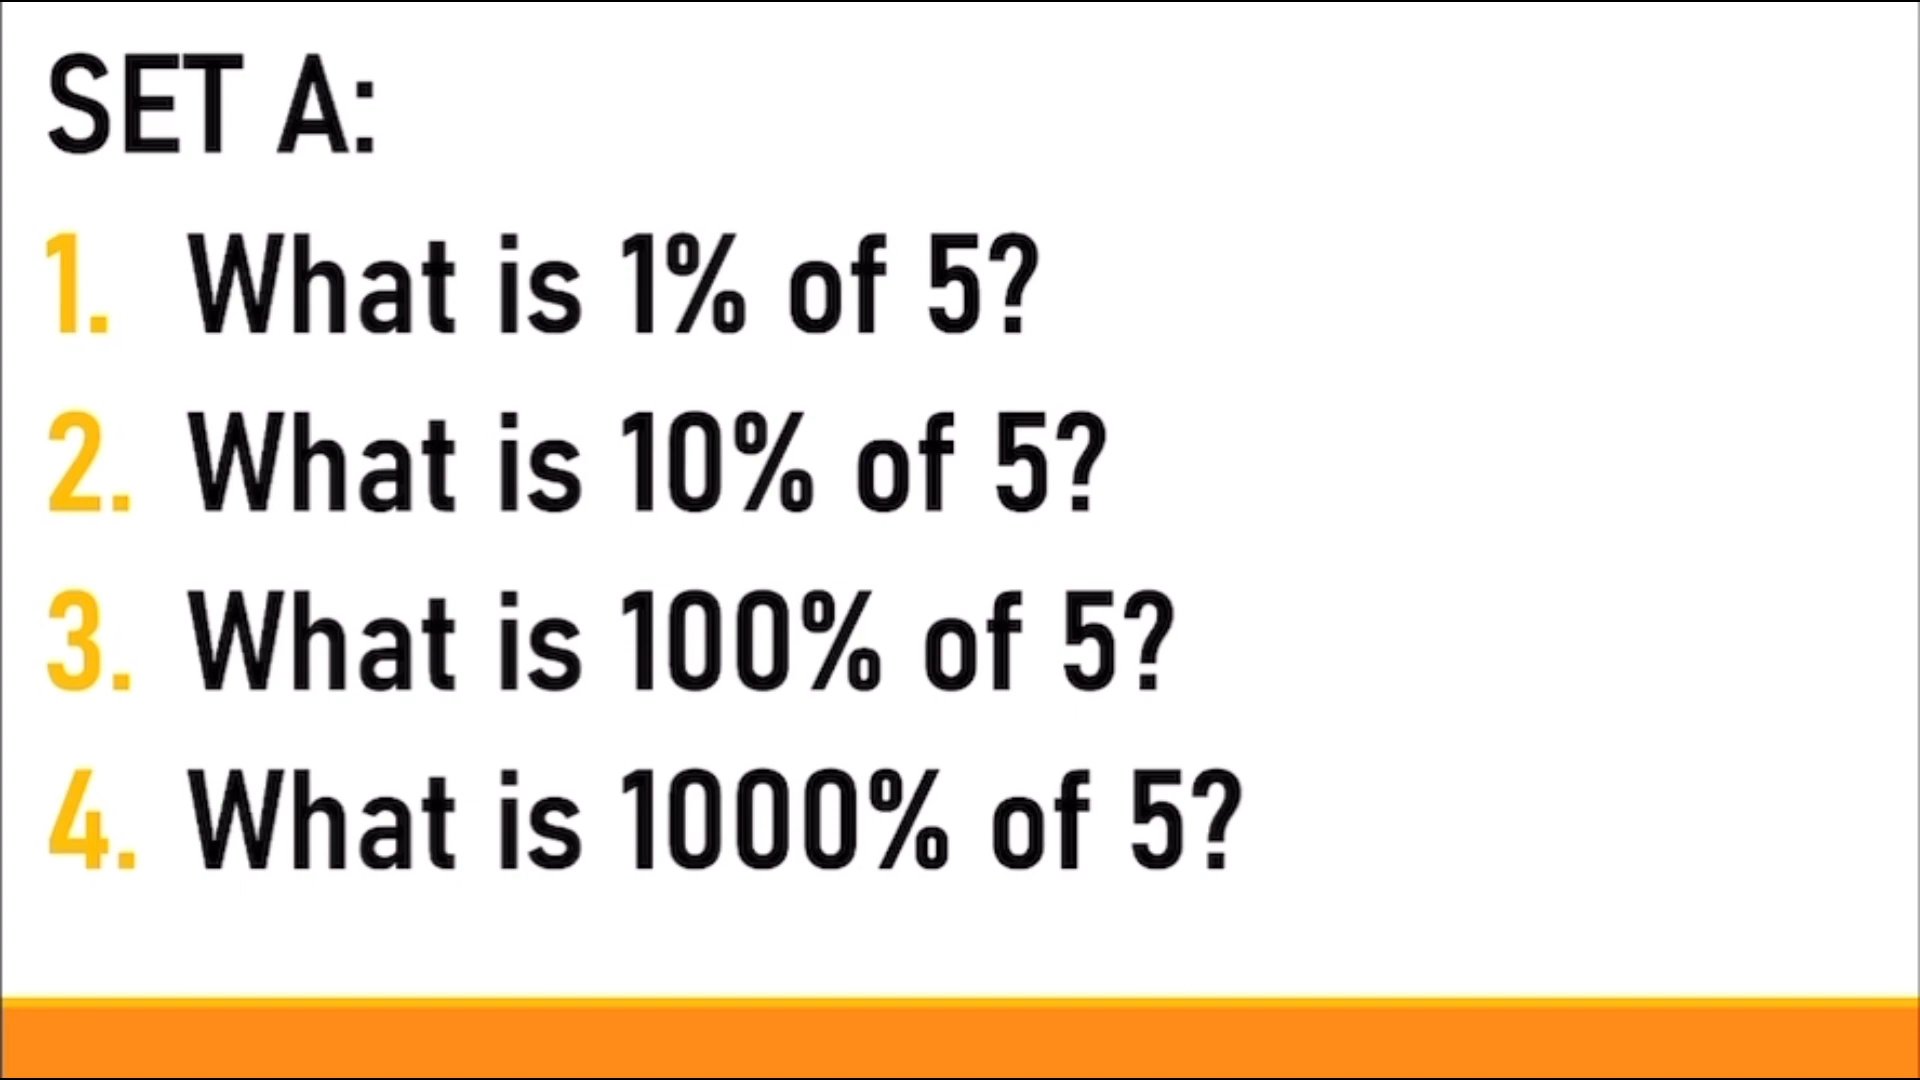 SET A:
1. What is 1% of 5?
2. What is 10% of 5?
3. What is 100% of 5?
4. What is 1000% of 5?